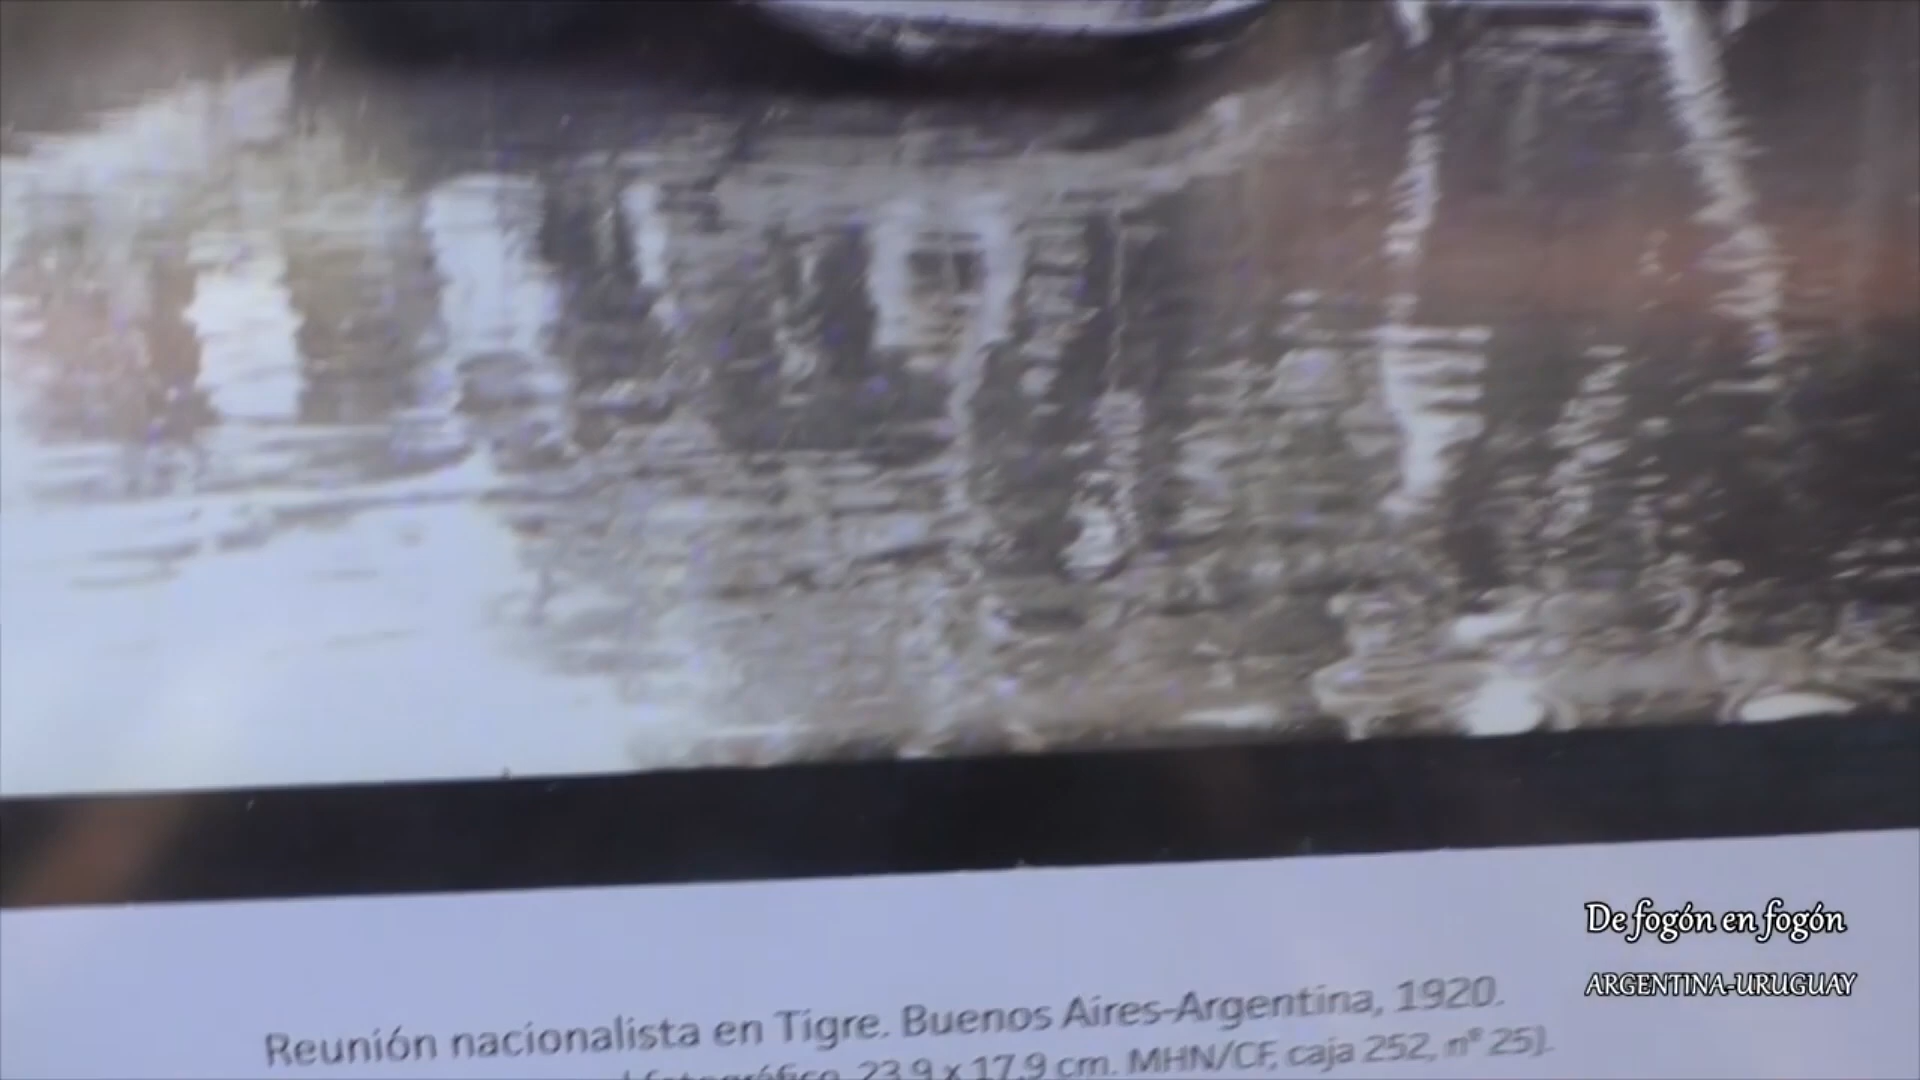 De fogón en fogón
ARGENTINA-URUGUAY
Reunión nacionalista en Tigre. Buenos Aires-Argentina, 1920.
fotográfico, 23,9 x 17,9 cm. MHN/CF, caja 252, nº 25).